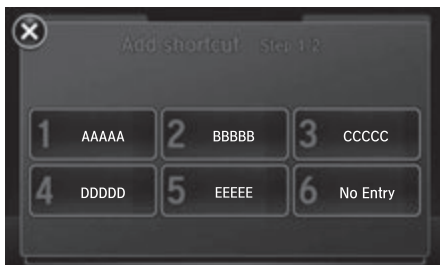 Add shortcut | Step 1/2
1 AAAAA 2 BBBBB 3 CCCCC
4 DDDDD 5 EEEEE 6 No Entry